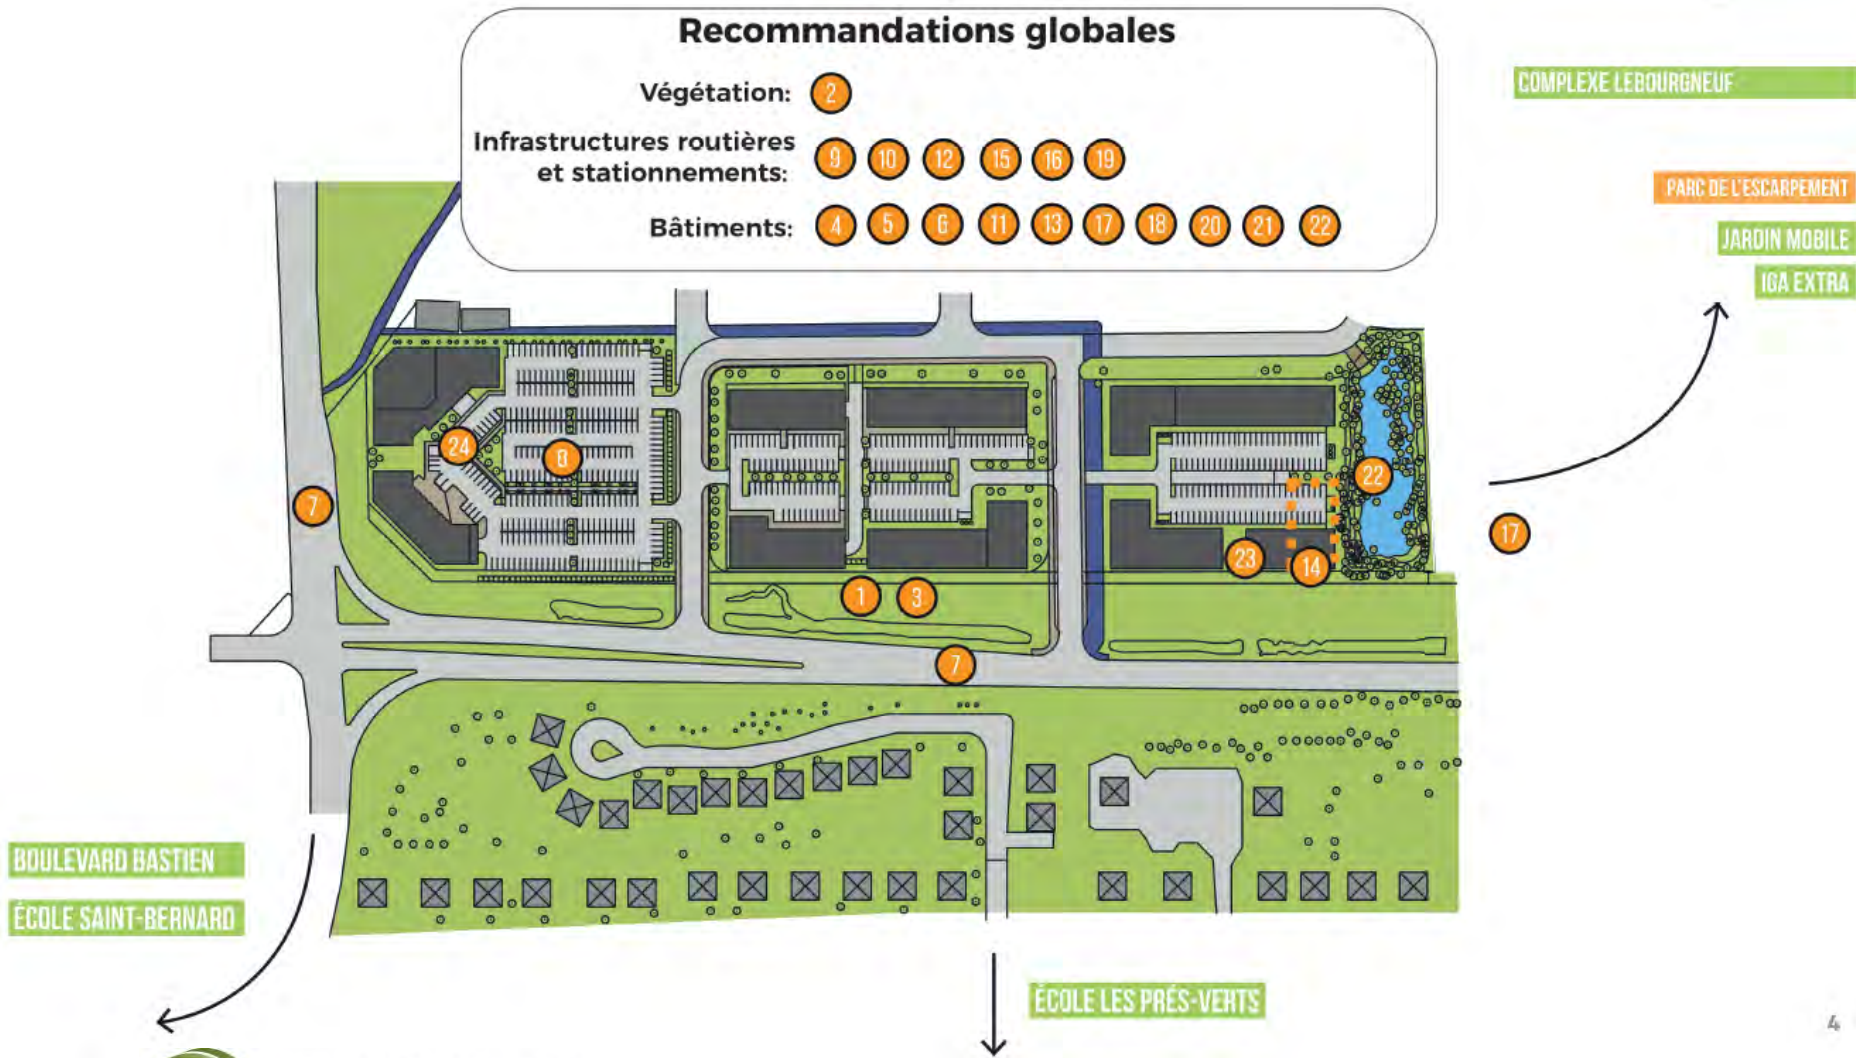 Recommandations globales
Végétation: 2
Infrastructures routières
et stationnements: 9 10 12 15 16 19
Bâtiments: 4 5 6 11 13 17 18 20 21 22
COMPLEXE LEBOURGNEUF
PARC DE L'ESCARPEMENT
JARDIN MOBILE
IGA EXTRA
24
8
7
22
17
23
14
1
3
7
BOULEVARD BASTIEN
ÉCOLE SAINT-BERNARD
ÉCOLE LES PRÉS-VERTS
4